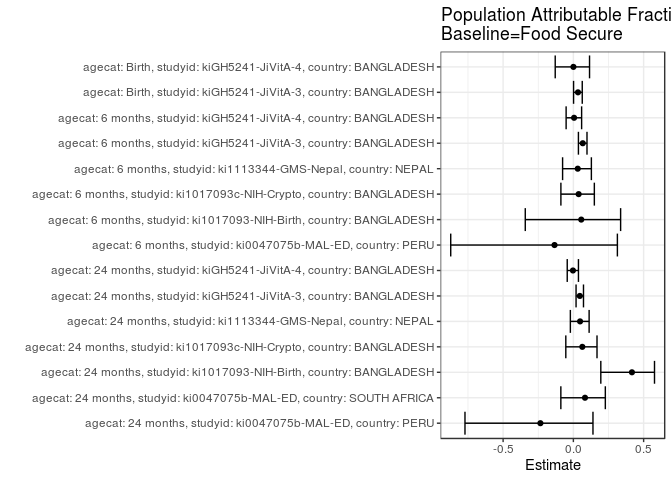 Population Attributable Fracti
Baseline=Food Secure
agecat: Birth, studyid: kiGH5241-JiVitA-4, country: BANGLADESH
agecat: Birth, studyid: kiGH5241-JiVitA-3, country: BANGLADESH
agecat: 6 months, studyid: kiGH5241-JiVitA-4, country: BANGLADESH
agecat: 6 months, studyid: kiGH5241-JiVitA-3, country: BANGLADESH
agecat: 6 months, studyid: ki1113344-GMS-Nepal, country: NEPAL
agecat: 6 months, studyid: ki1017093c-NIH-Crypto, country: BANGLADESH
agecat: 6 months, studyid: ki1017093-NIH-Birth, country: BANGLADESH
agecat: 6 months, studyid: ki0047075b-MAL-ED, country: PERU
agecat: 24 months, studyid: kiGH5241-JiVitA-4, country: BANGLADESH
agecat: 24 months, studyid: kiGH5241-JiVitA-3, country: BANGLADESH
agecat: 24 months, studyid: ki1113344-GMS-Nepal, country: NEPAL
agecat: 24 months, studyid: ki1017093c-NIH-Crypto, country: BANGLADESH
agecat: 24 months, studyid: ki1017093-NIH-Birth, country: BANGLADESH
agecat: 24 months, studyid: ki0047075b-MAL-ED, country: SOUTH AFRICA
agecat: 24 months, studyid: ki0047075b-MAL-ED, country: PERU
-0.5 0.0 0.5
Estimate